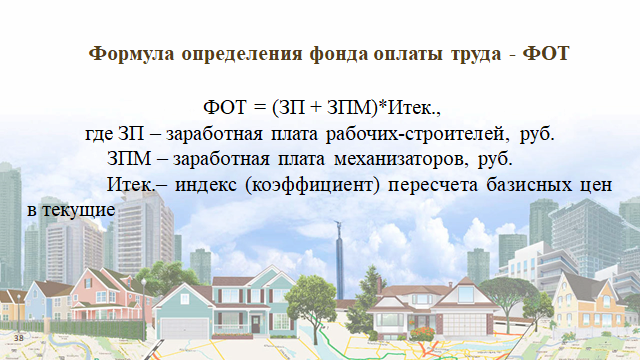 Формула определения фонда оплаты труда - ФОТ
ФОТ = (ЗП + ЗПМ)*Итек.,
где ЗП – заработная плата рабочих-строителей, руб.
ЗПМ – заработная плата механизаторов, руб.
Итек.– индекс (коэффициент) пересчета базисных цен
в текущие
38